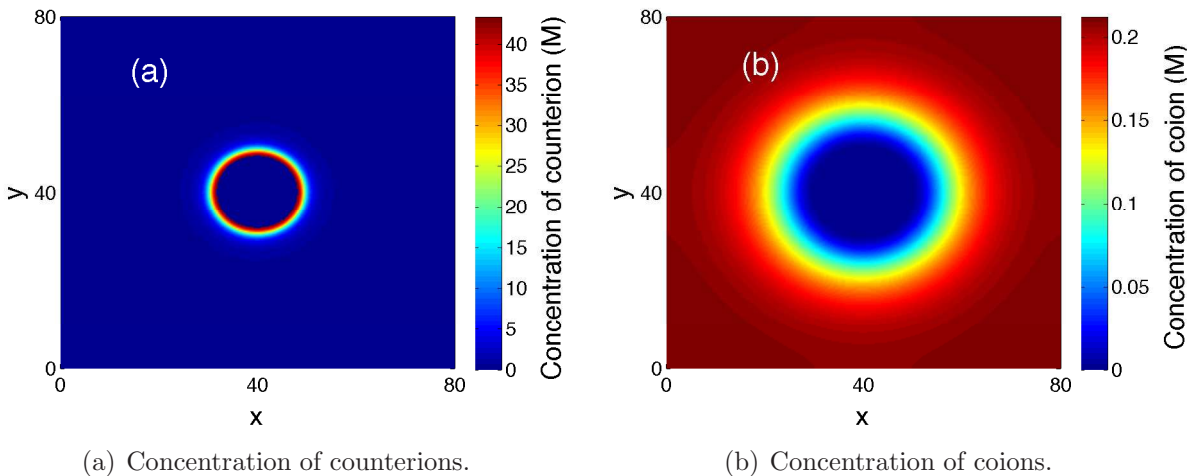 80
40
0
y
(a)
0
40
80
x
40
35
30
25
20
15
10
5
0
Concentration of counterion (M)
80
40
0
y
(b)
0
40
80
x
0.2
0.15
0.1
0.05
0
Concentration of coion (M)
(a) Concentration of counterions.
(b) Concentration of coions.